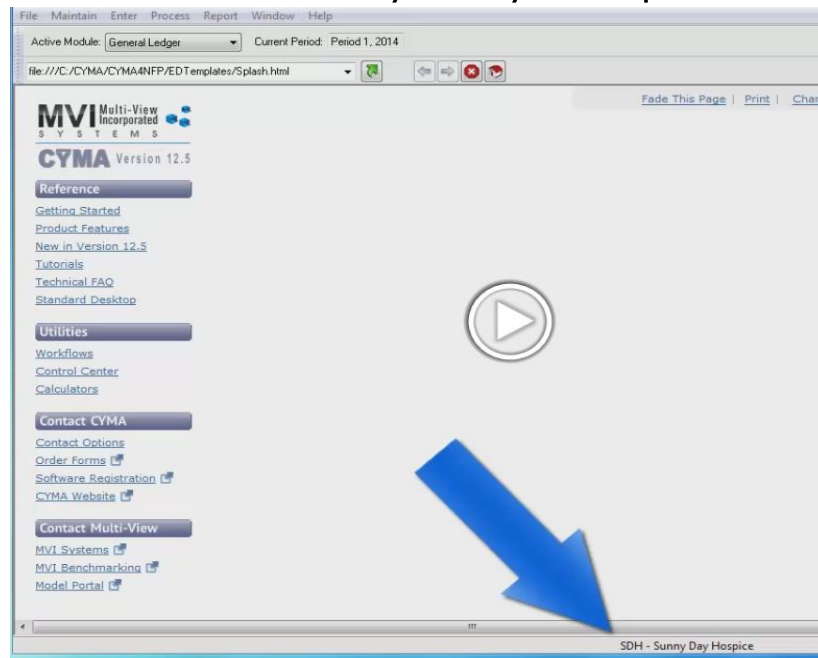 File Maintain Enter Process Report Window Help
Active Module: General Ledger Current Period: Period 1, 2014
file:///C:/CYMA/CYMA4NFP/EDTemplates/Splash.html
Fade This Page | Print |
MVI Multi-View Incorporated
SYSTEMS
CYMA Version 12.5
Reference
Getting Started
Product Features
New in Version 12.5
Tutorials
Technical FAQ
Standard Desktop
Utilities
Workflows
Control Center
Calculators
Contact CYMA
Contact Options
Order Forms
Software Registration
CYMA Website
Contact Multi-View
MVI Systems
MVI Benchmarking
Model Portal
SDH - Sunny Day Hospice